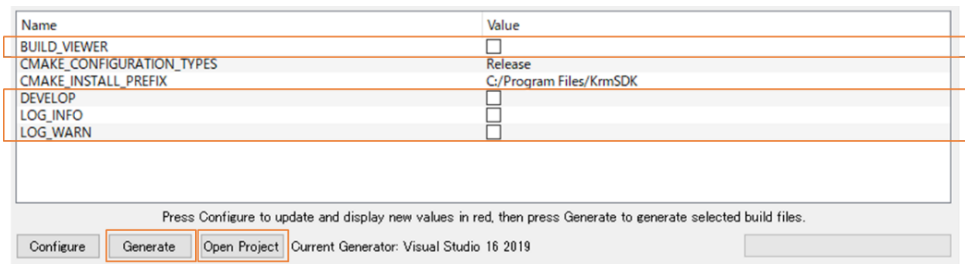 Name Value
BUILD_VIEWER
CMAKE_CONFIGURATION_TYPES Release
CMAKE_INSTALL_PREFIX C:/Program Files/KrmSDK
DEVELOP
LOG_INFO
LOG_WARN
Press Configure to update and display new values in red, then press Generate to generate selected build files.
Configure Generate Open Project Current Generator: Visual Studio 16 2019